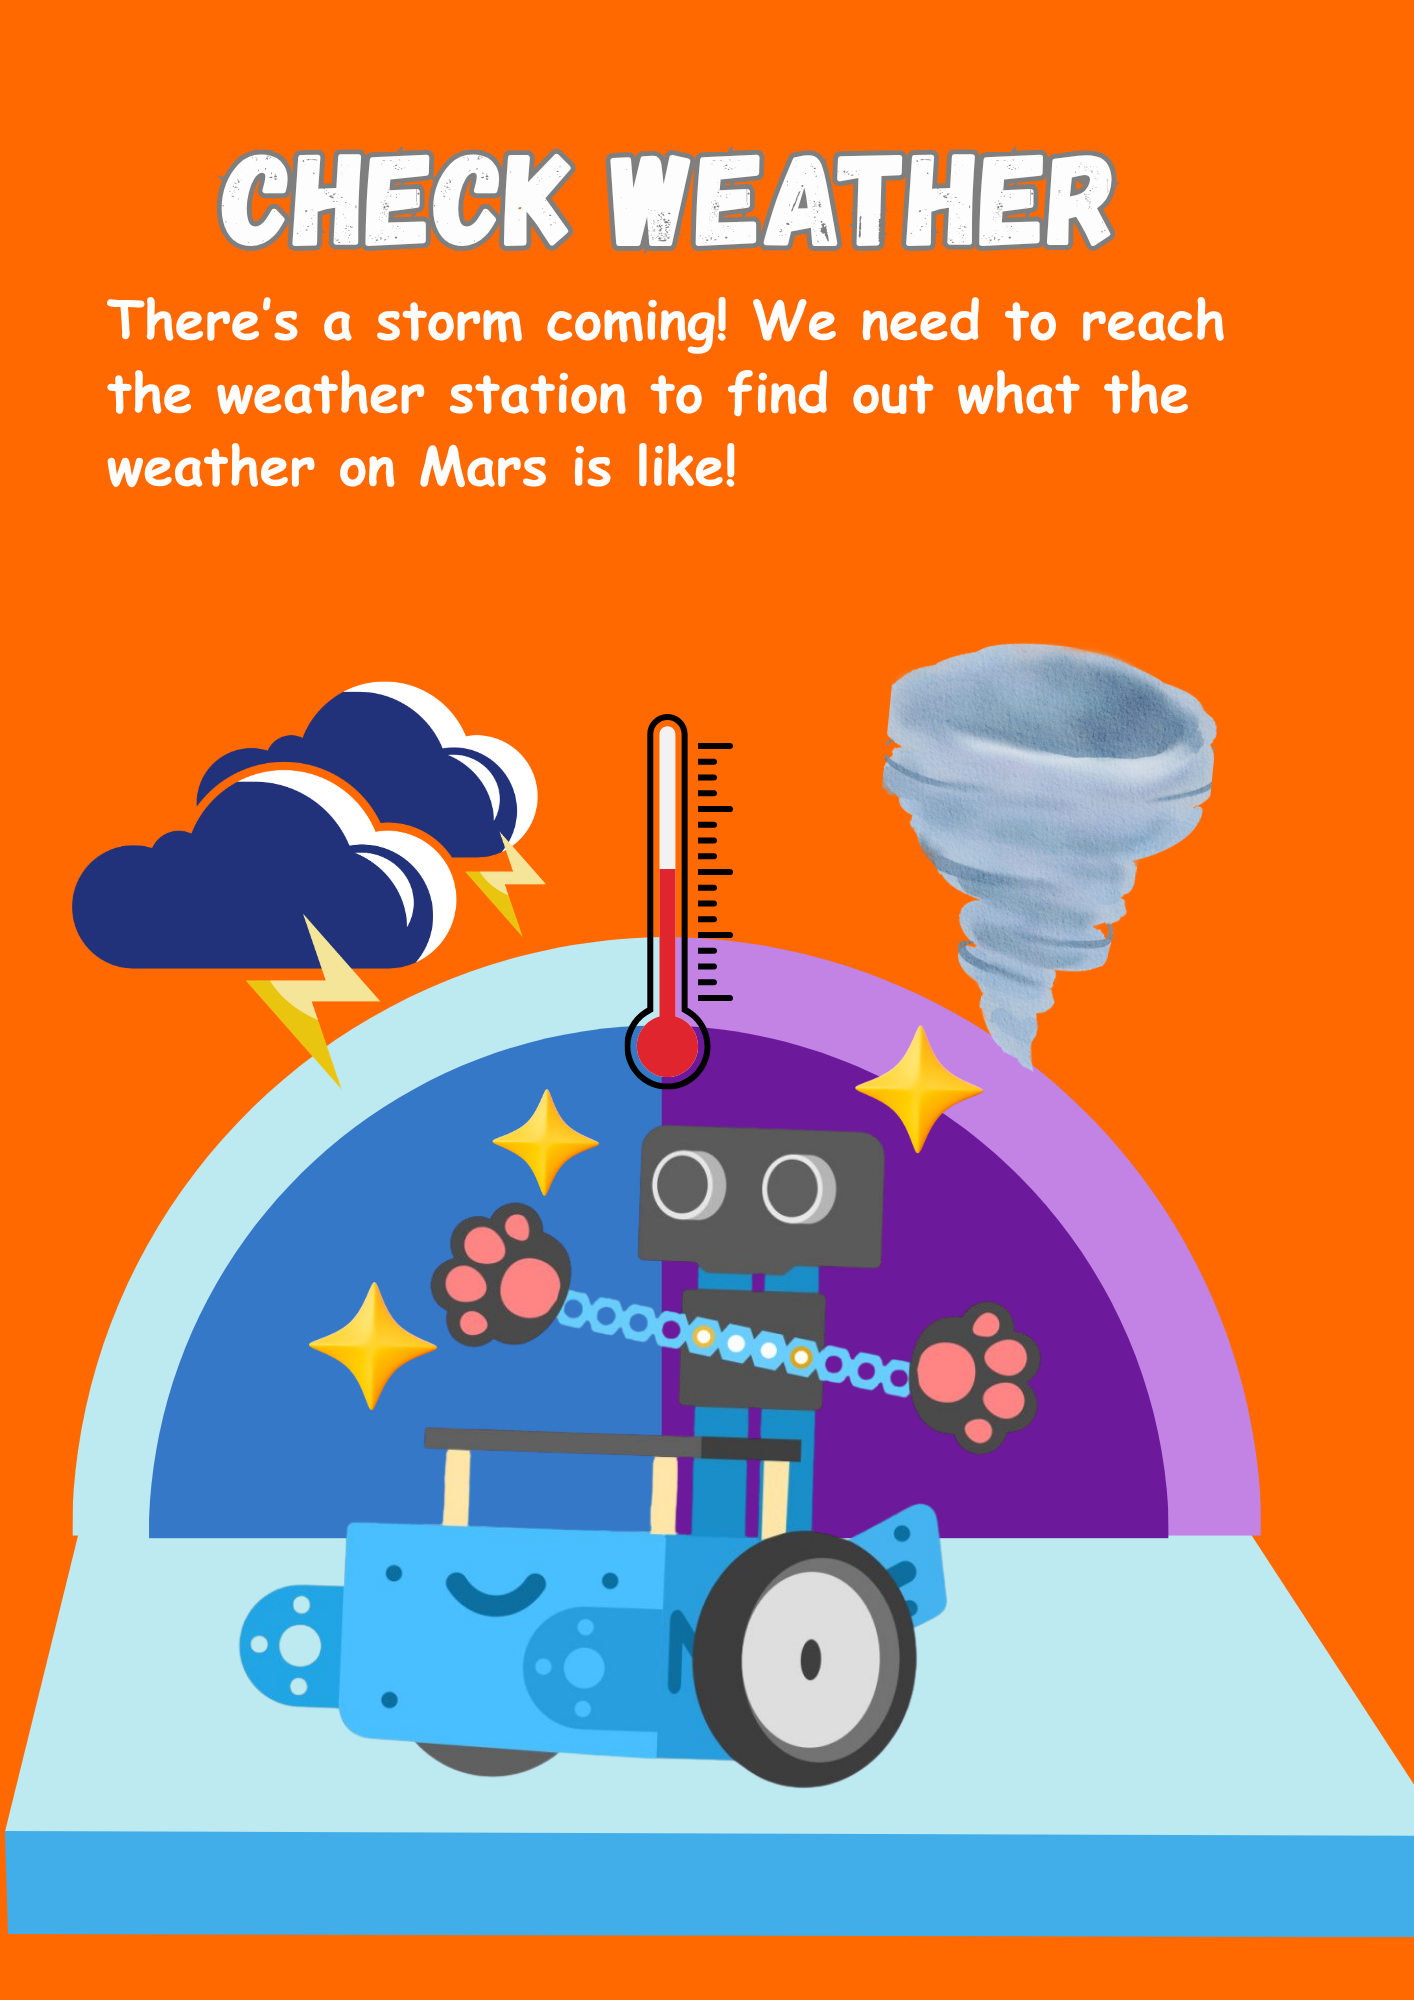 CHECK WEATHER
There's a storm coming! We need to reach
the weather station to find out what the
weather on Mars is like!